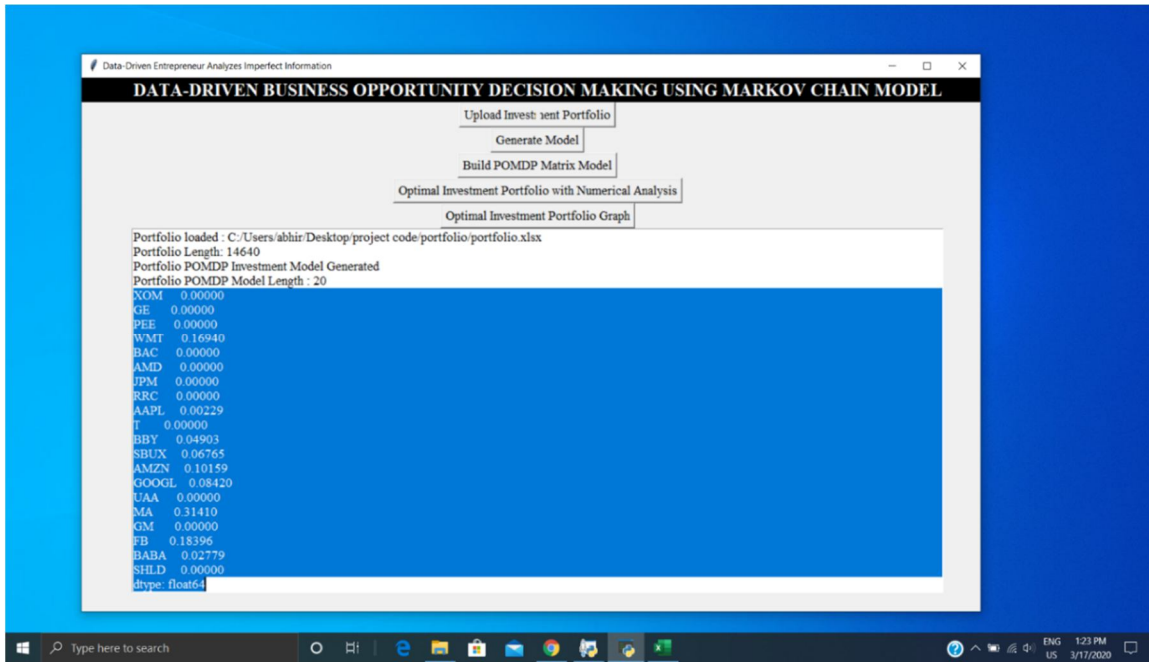 Data-Driven Entrepreneur Analyzes Imperfect Information
DATA-DRIVEN BUSINESS OPPORTUNITY DECISION MAKING USING MARKOV CHAIN MODEL
Upload Investment Portfolio
Generate Model
Build POMDP Matrix Model
Optimal Investment Portfolio with Numerical Analysis
Optimal Investment Portfolio Graph
Portfolio loaded : C:/Users/abhir/Desktop/project code/portfolio/portfolio.xlsx
Portfolio Length: 14640
Portfolio POMDP Investment Model Generated
Portfolio POMDP Model Length : 20
XOM 0.00000
GE 0.00000
PEE 0.00000
WMT 0.16940
BAC 0.00000
AMD 0.00000
JPM 0.00000
RRC 0.00000
AAPL 0.00229
T 0.00000
BBY 0.04903
SBUX 0.06765
AMZN 0.10159
GOOGL 0.08420
UAA 0.00000
MA 0.31410
GM 0.00000
FB 0.18396
BABA 0.02779
SHLD 0.00000
dtype: float64
Type here to search
ENG 1:23 PM
US 3/17/2020